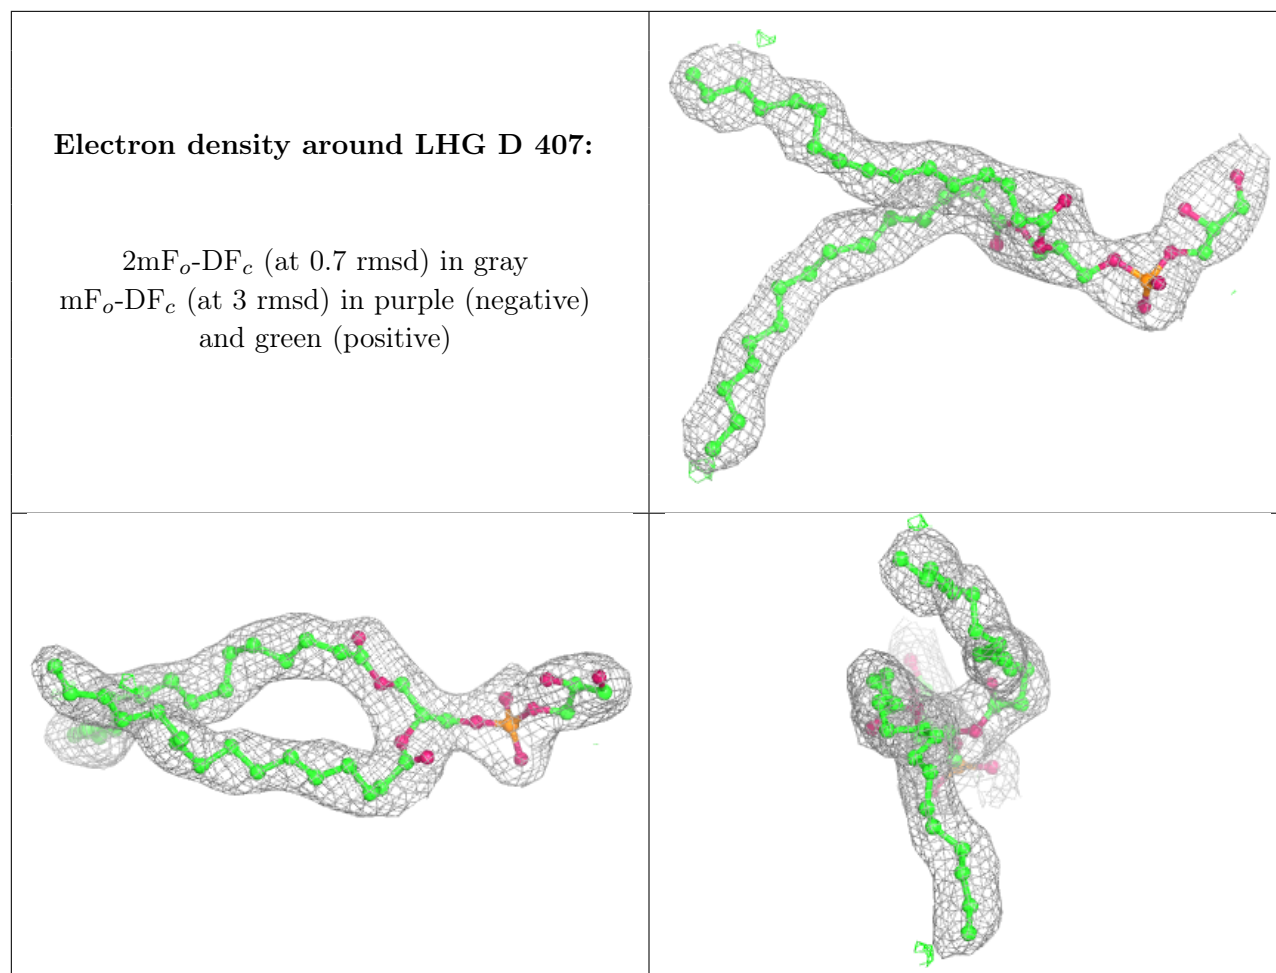 Electron density around LHG D 407:
2mFo-DFc (at 0.7 rmsd) in gray
mFo-DFc (at 3 rmsd) in purple (negative)
and green (positive)